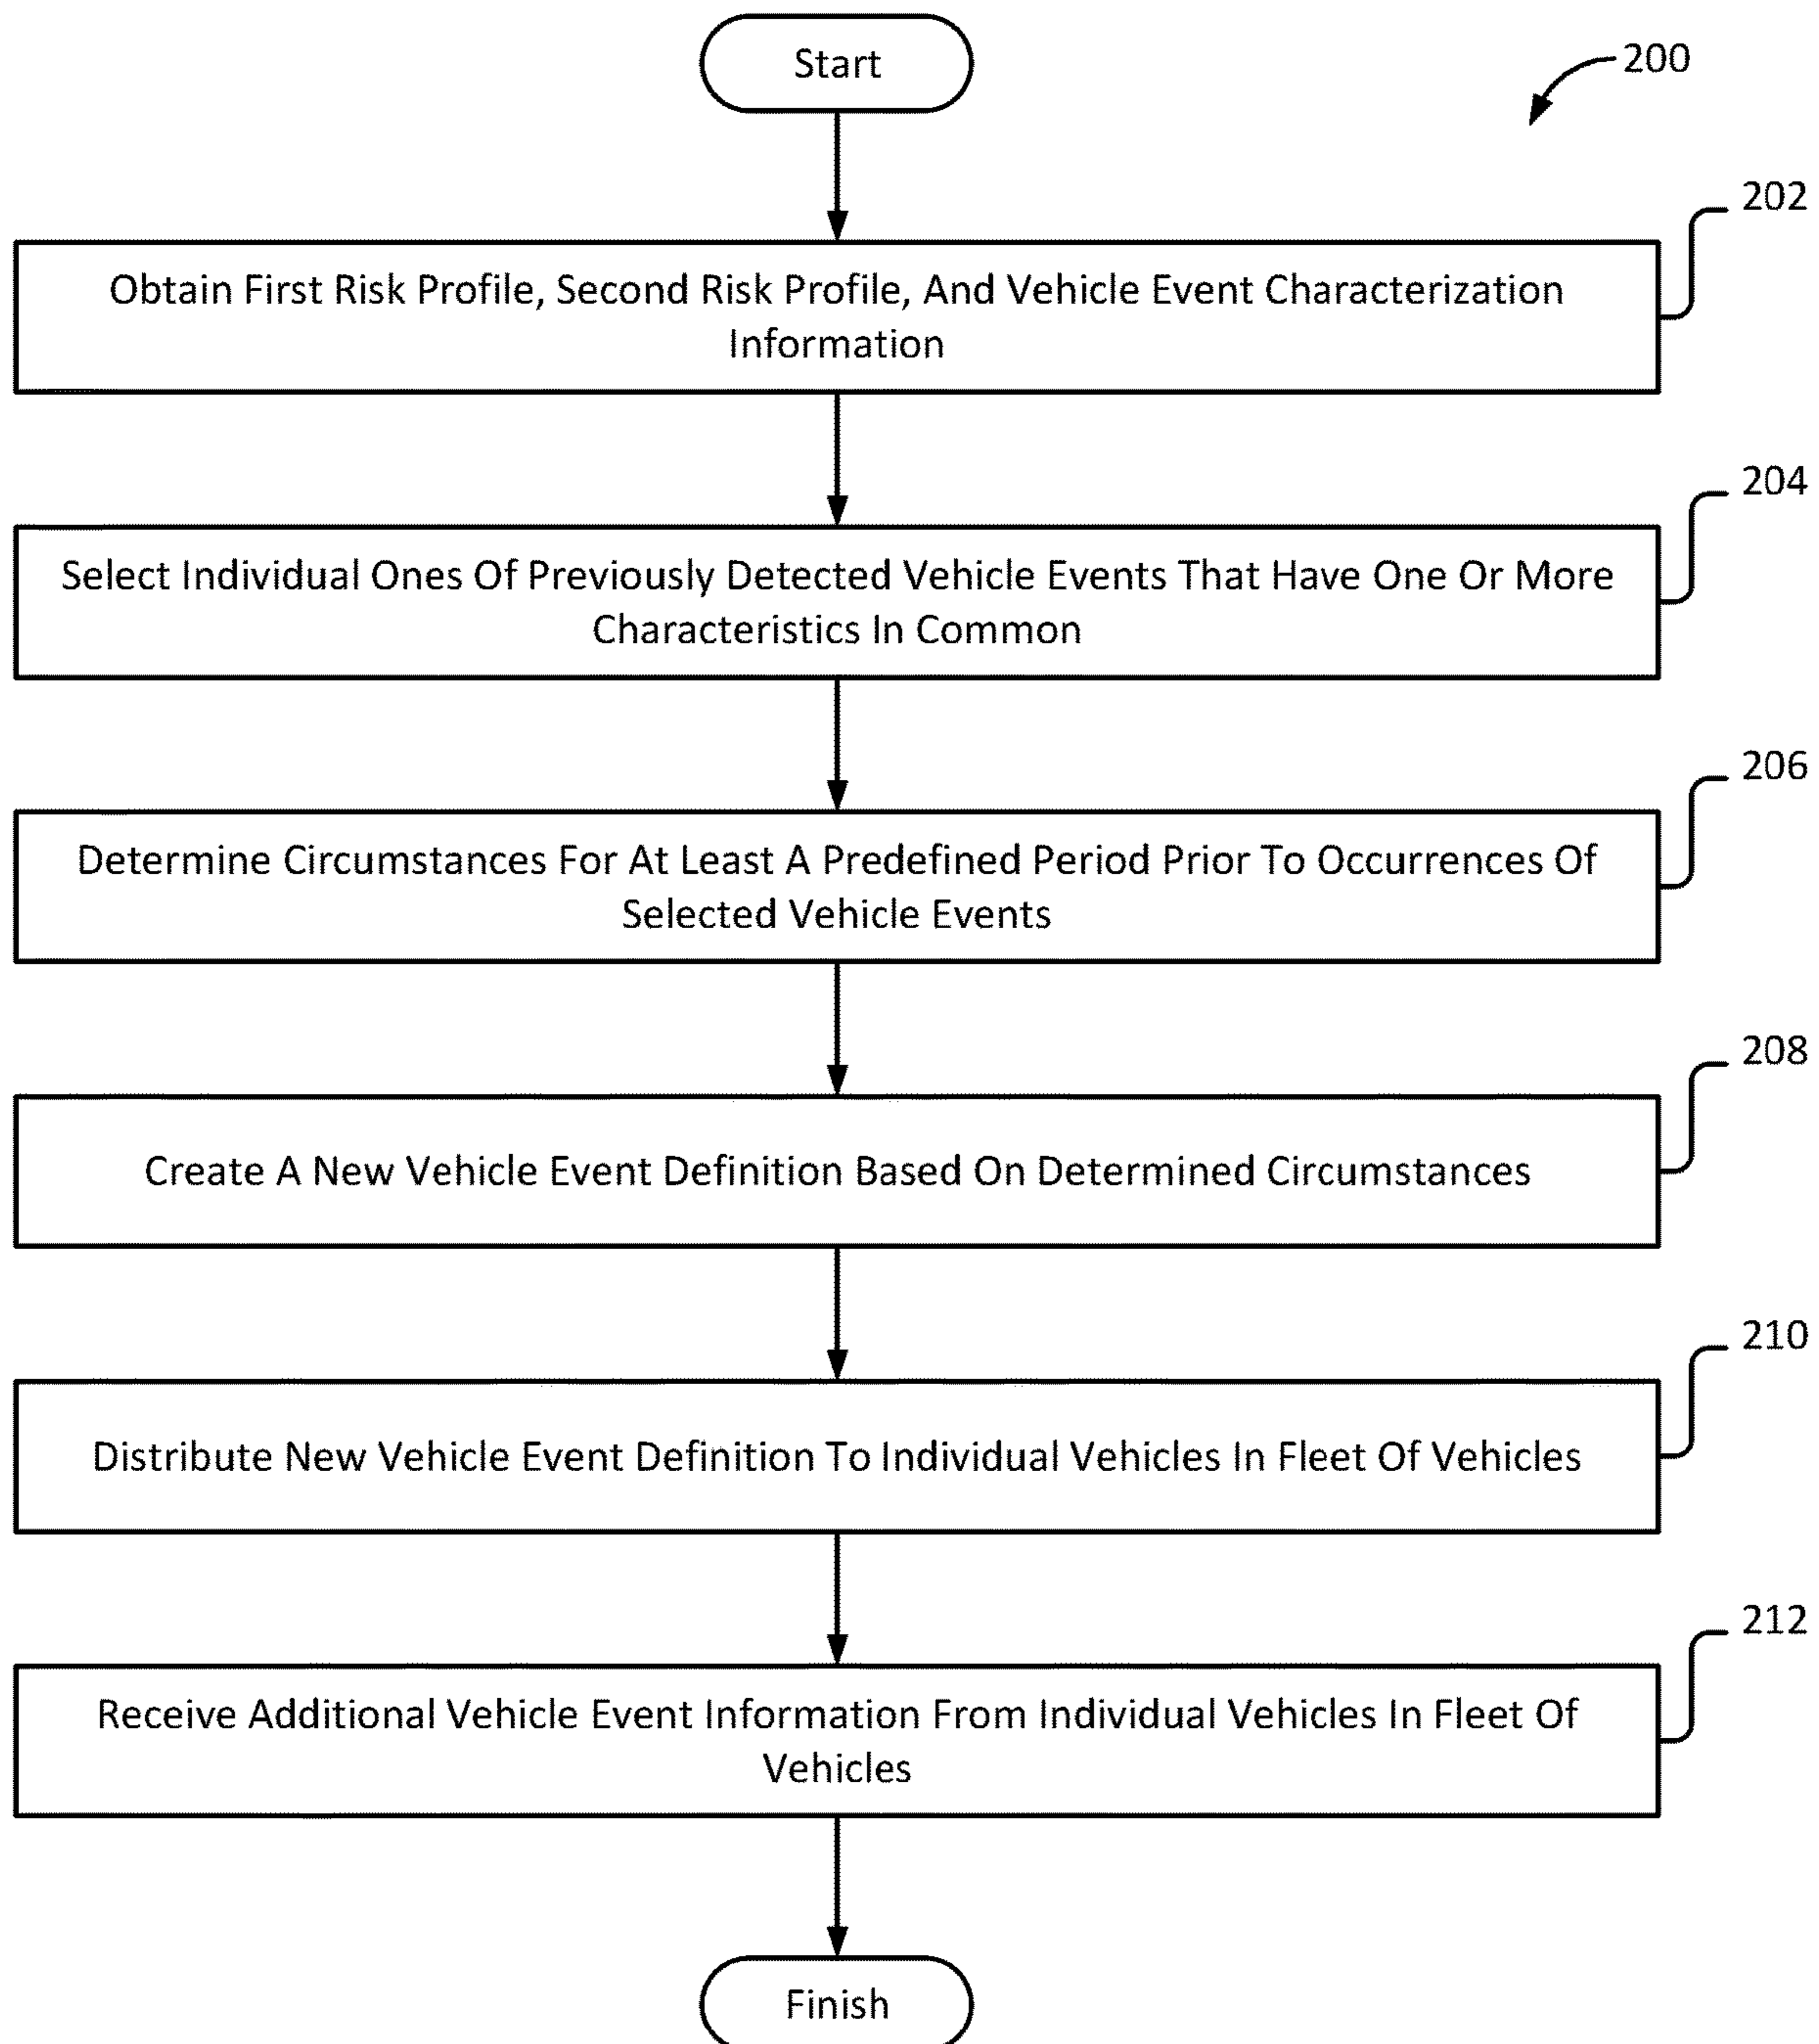 Start
200
202
Obtain First Risk Profile, Second Risk Profile, And Vehicle Event Characterization
Information
204
Select Individual Ones Of Previously Detected Vehicle Events That Have One Or More
Characteristics In Common
206
Determine Circumstances For At Least A Predefined Period Prior To Occurrences Of
Selected Vehicle Events
208
Create A New Vehicle Event Definition Based On Determined Circumstances
210
Distribute New Vehicle Event Definition To Individual Vehicles In Fleet Of Vehicles
212
Receive Additional Vehicle Event Information From Individual Vehicles In Fleet Of
Vehicles
Finish